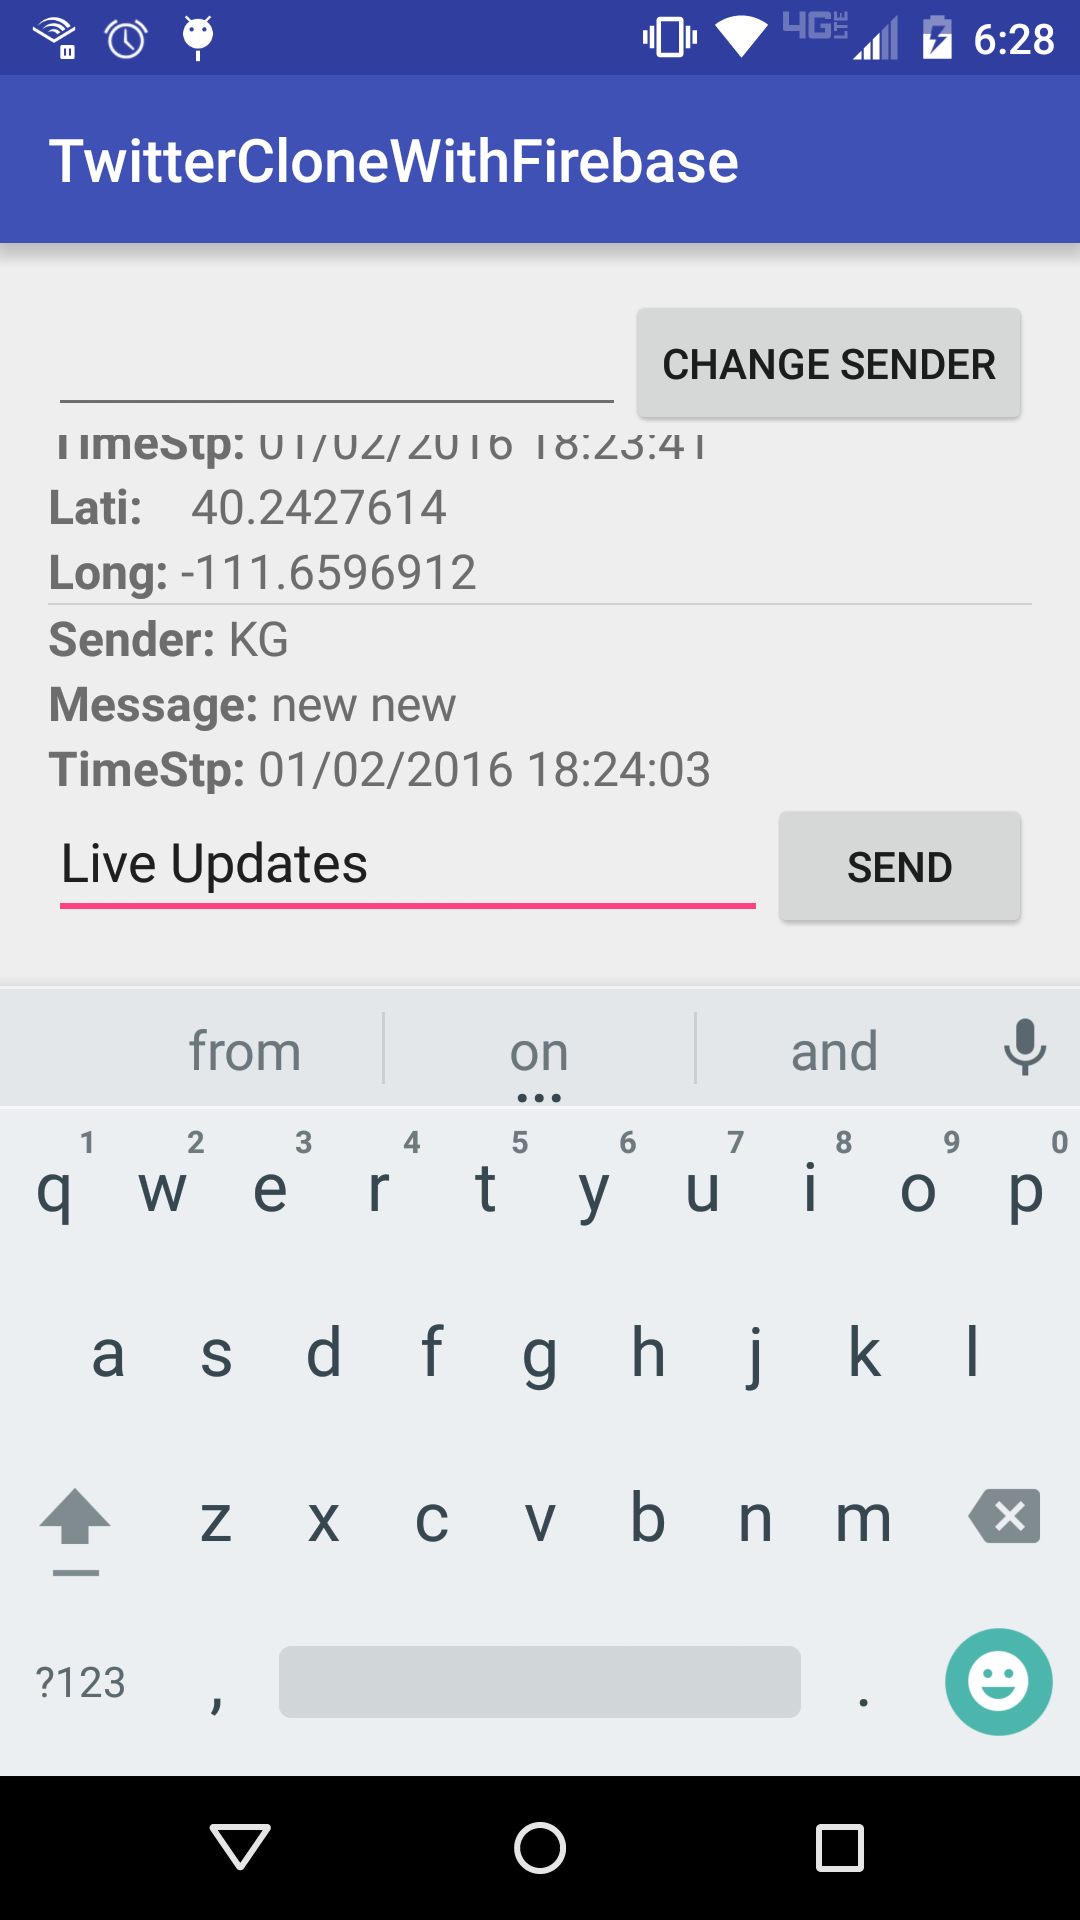 4G LTE 6:28
TwitterCloneWithFirebase
CHANGE SENDER
TimeStp: 01/02/2016 18:23:41
Lati: 40.2427614
Long: -111.6596912
Sender: KG
Message: new new
TimeStp: 01/02/2016 18:24:03
Live Updates SEND
from on and
1 2 3 4 5 6 7 8 9 0
q w e r t y u i o p
a s d f g h j k l
z x c v b n m
?123 , .